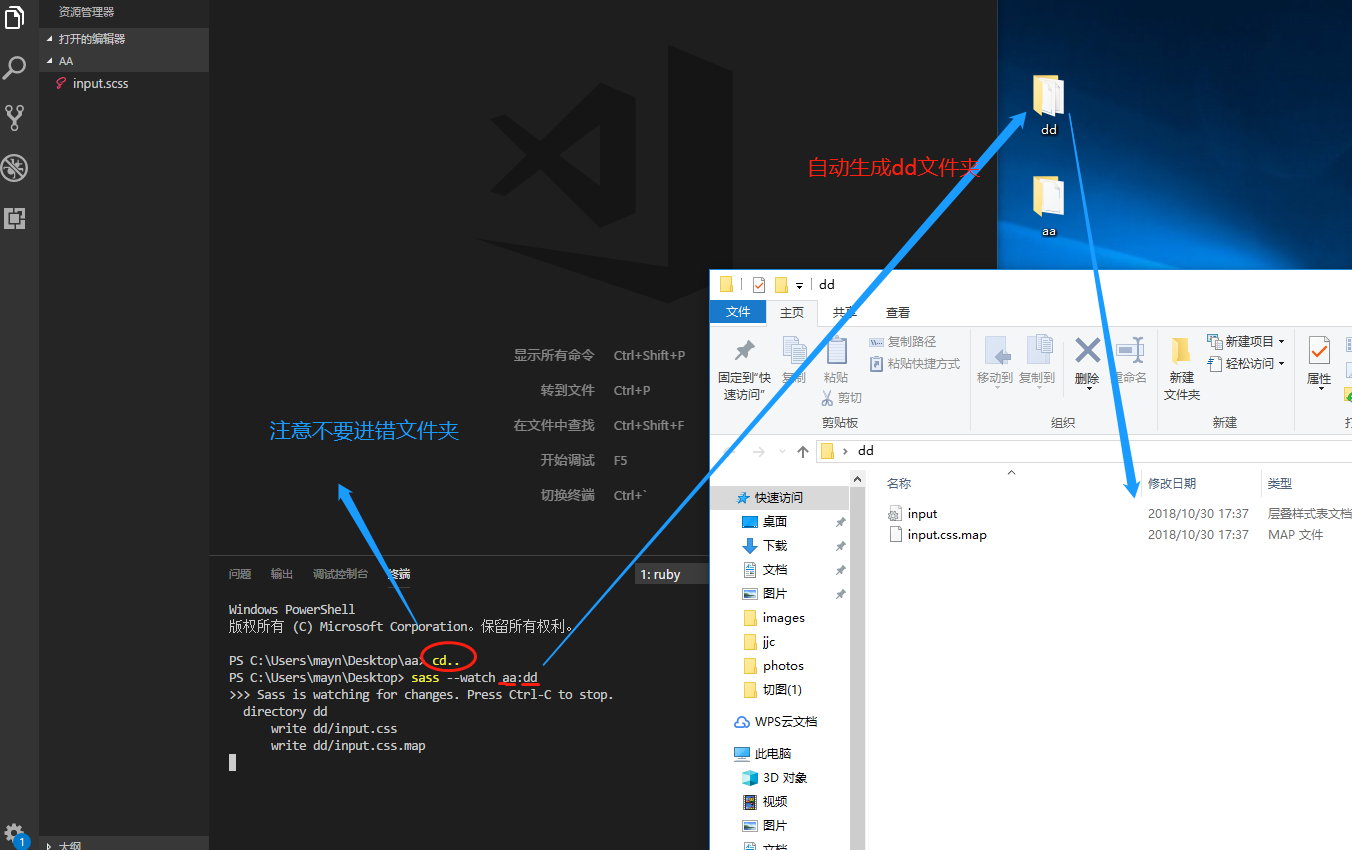 资源管理器
打开的编辑器
AA
input.scss
显示所有命令 Ctrl+Shift+P
转到文件 Ctrl+P
在文件中查找 Ctrl+Shift+F
开始调试 F5
切换终端 Ctrl+`
注意不要进错文件夹
自动生成dd文件夹
dd
aa
问题 输出 调试控制台 终端
1: ruby
Windows PowerShell
版权所有 (C) Microsoft Corporation。保留所有权利。
PS C:\Users\mayn\Desktop\aa> cd..
PS C:\Users\mayn\Desktop> sass --watch aa:dd
>>> Sass is watching for changes. Press Ctrl-C to stop.
directory dd
write dd/input.css
write dd/input.css.map
1
大纲
dd
文件 主页 共享 查看
固定到“快速访问”
复制
粘贴
复制路径
粘贴快捷方式
剪切
剪贴板
移动到 复制到 删除 重命名
组织
新建文件夹
新建项目
轻松访问
新建
属性
打
dd
名称 修改日期 类型
input 2018/10/30 17:37 层叠样式表文档
input.css.map 2018/10/30 17:37 MAP 文件
快速访问
桌面
下载
文档
图片
images
jjc
photos
切图(1)
WPS云文档
此电脑
3D 对象
视频
图片
文档